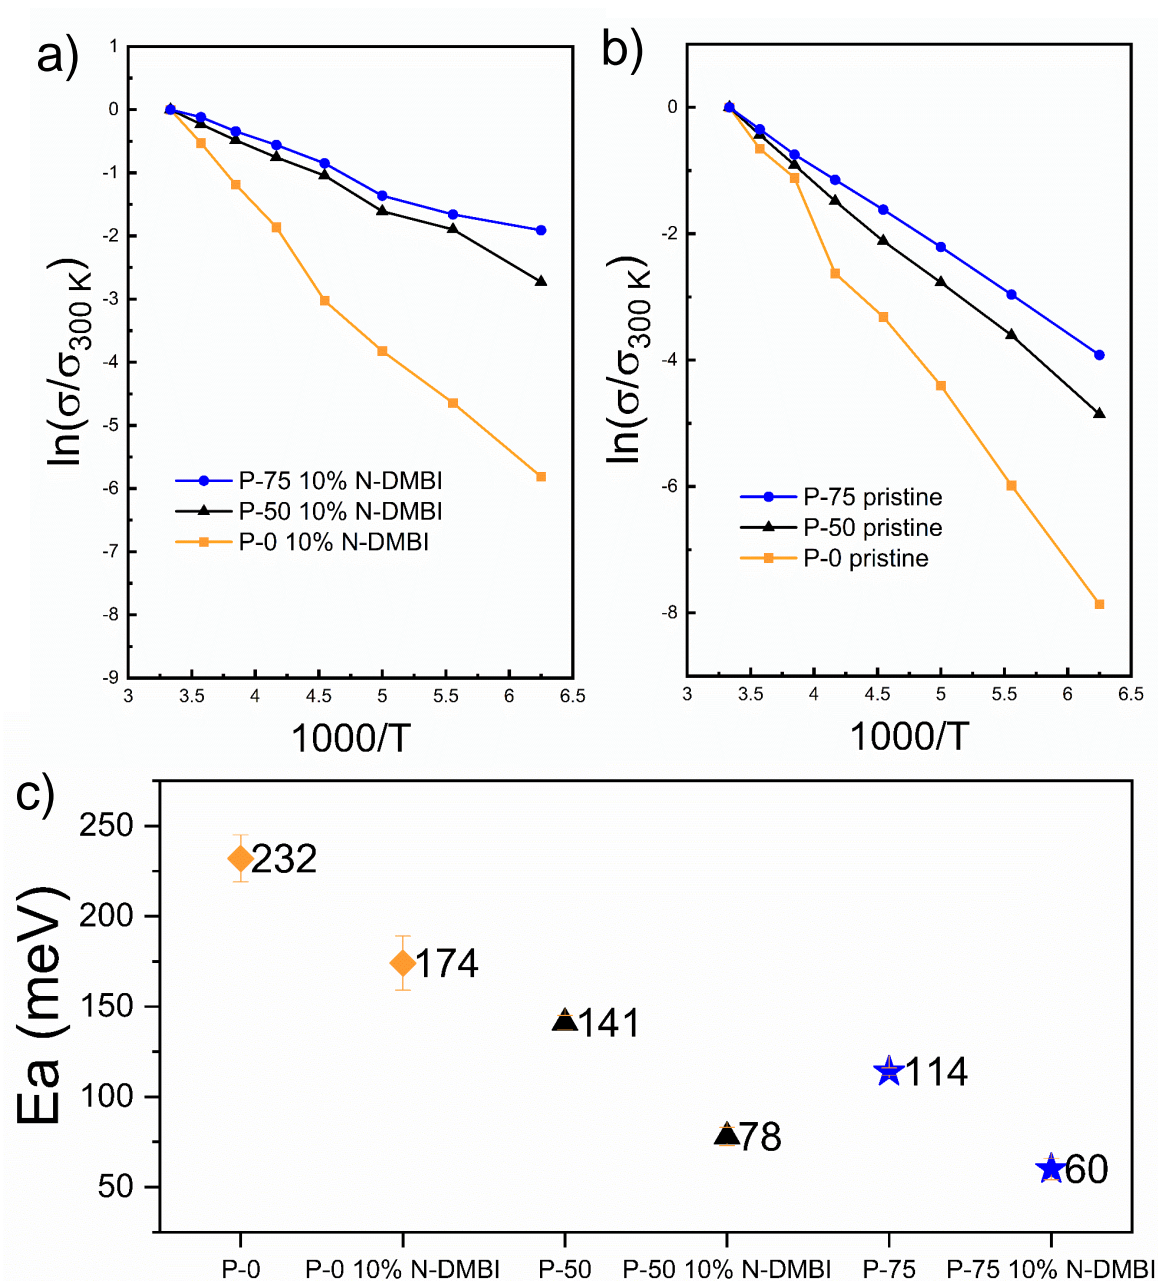 a)
1
0
-1
-2
-3
-4
-5
-6
-7
-8
-9
ln(σ/σ300 K)
P-75 10% N-DMBI
P-50 10% N-DMBI
P-0 10% N-DMBI
3 3.5 4 4.5 5 5.5 6 6.5
1000/T
b)
0
-2
-4
-6
-8
ln(σ/σ300 K)
P-75 pristine
P-50 pristine
P-0 pristine
3 3.5 4 4.5 5 5.5 6 6.5
1000/T
c)
250
200
150
100
50
Ea (meV)
232
174
141
78
114
60
P-0 P-0 10% N-DMBI P-50 P-50 10% N-DMBI P-75 P-75 10% N-DMBI